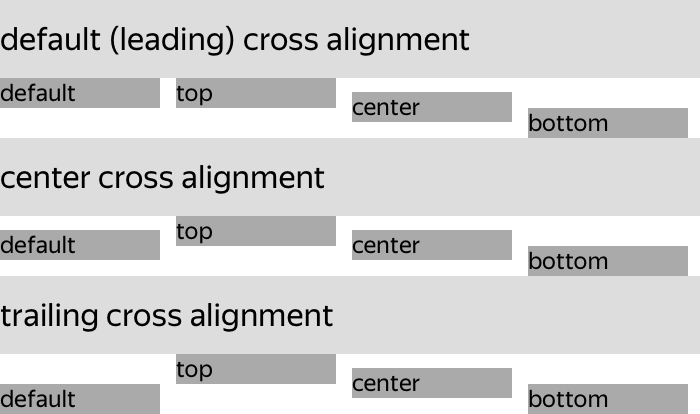 default (leading) cross alignment
default top center bottom
center cross alignment
default top center bottom
trailing cross alignment
default top center bottom